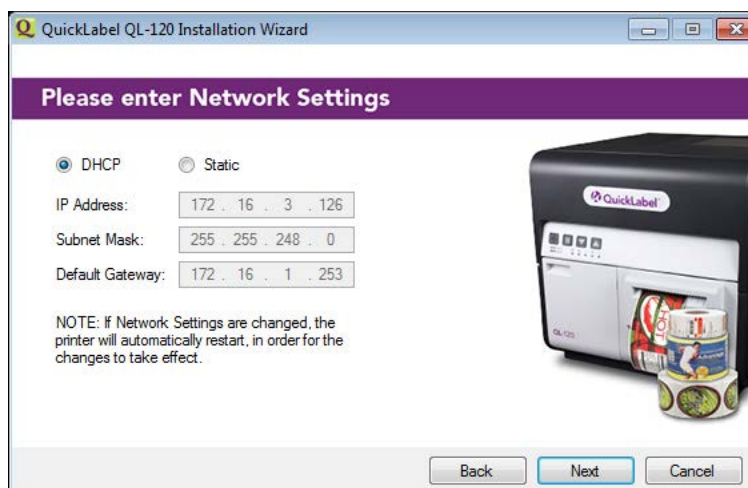 QuickLabel QL-120 Installation Wizard
Please enter Network Settings
DHCP Static
IP Address: 172 . 16 . 3 . 126
Subnet Mask: 255 . 255 . 248 . 0
Default Gateway: 172 . 16 . 1 . 253
NOTE: If Network Settings are changed, the
printer will automatically restart, in order for the
changes to take effect.
QuickLabel
QL-120
HOT
Back Next Cancel